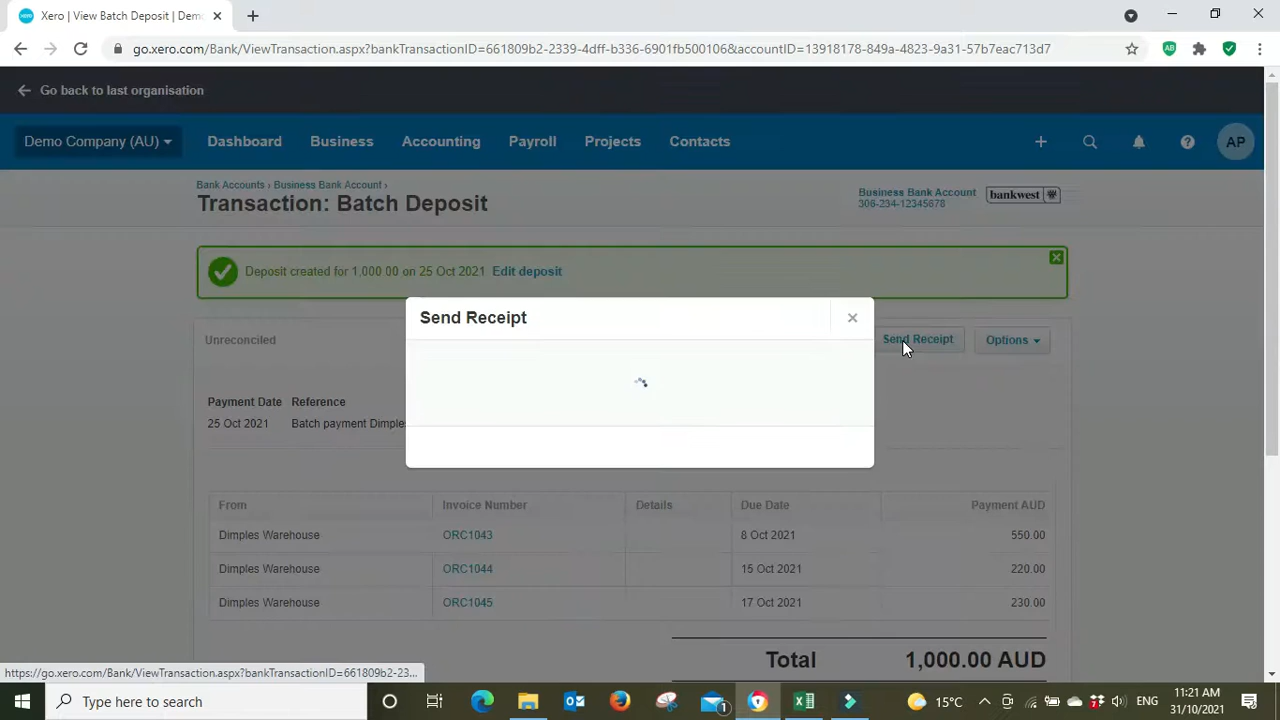 Xero | View Batch Deposit | Demo
go.xero.com/Bank/ViewTransaction.aspx?bankTransactionID=661809b2-2339-4dff-b336-6901fb500106&accountID=13918178-849a-4823-9a31-57b7eac713d7
Go back to last organisation
Demo Company (AU) Dashboard Business Accounting Payroll Projects Contacts AP
Bank Accounts › Business Bank Account ›
Transaction: Batch Deposit
Business Bank Account
306-234-12345678
bankwest
Deposit created for 1,000.00 on 25 Oct 2021 Edit deposit
Send Receipt
Unreconciled Send Receipt Options
Payment Date Reference
25 Oct 2021 Batch payment Dimples
From Invoice Number Details Due Date Payment AUD
Dimples Warehouse ORC1043 8 Oct 2021 550.00
Dimples Warehouse ORC1044 15 Oct 2021 220.00
Dimples Warehouse ORC1045 17 Oct 2021 230.00
Total 1,000.00 AUD
https://go.xero.com/Bank/ViewTransaction.aspx?bankTransactionID=661809b2-23...
Type here to search 1 15°C ENG 11:21 AM
31/10/2021